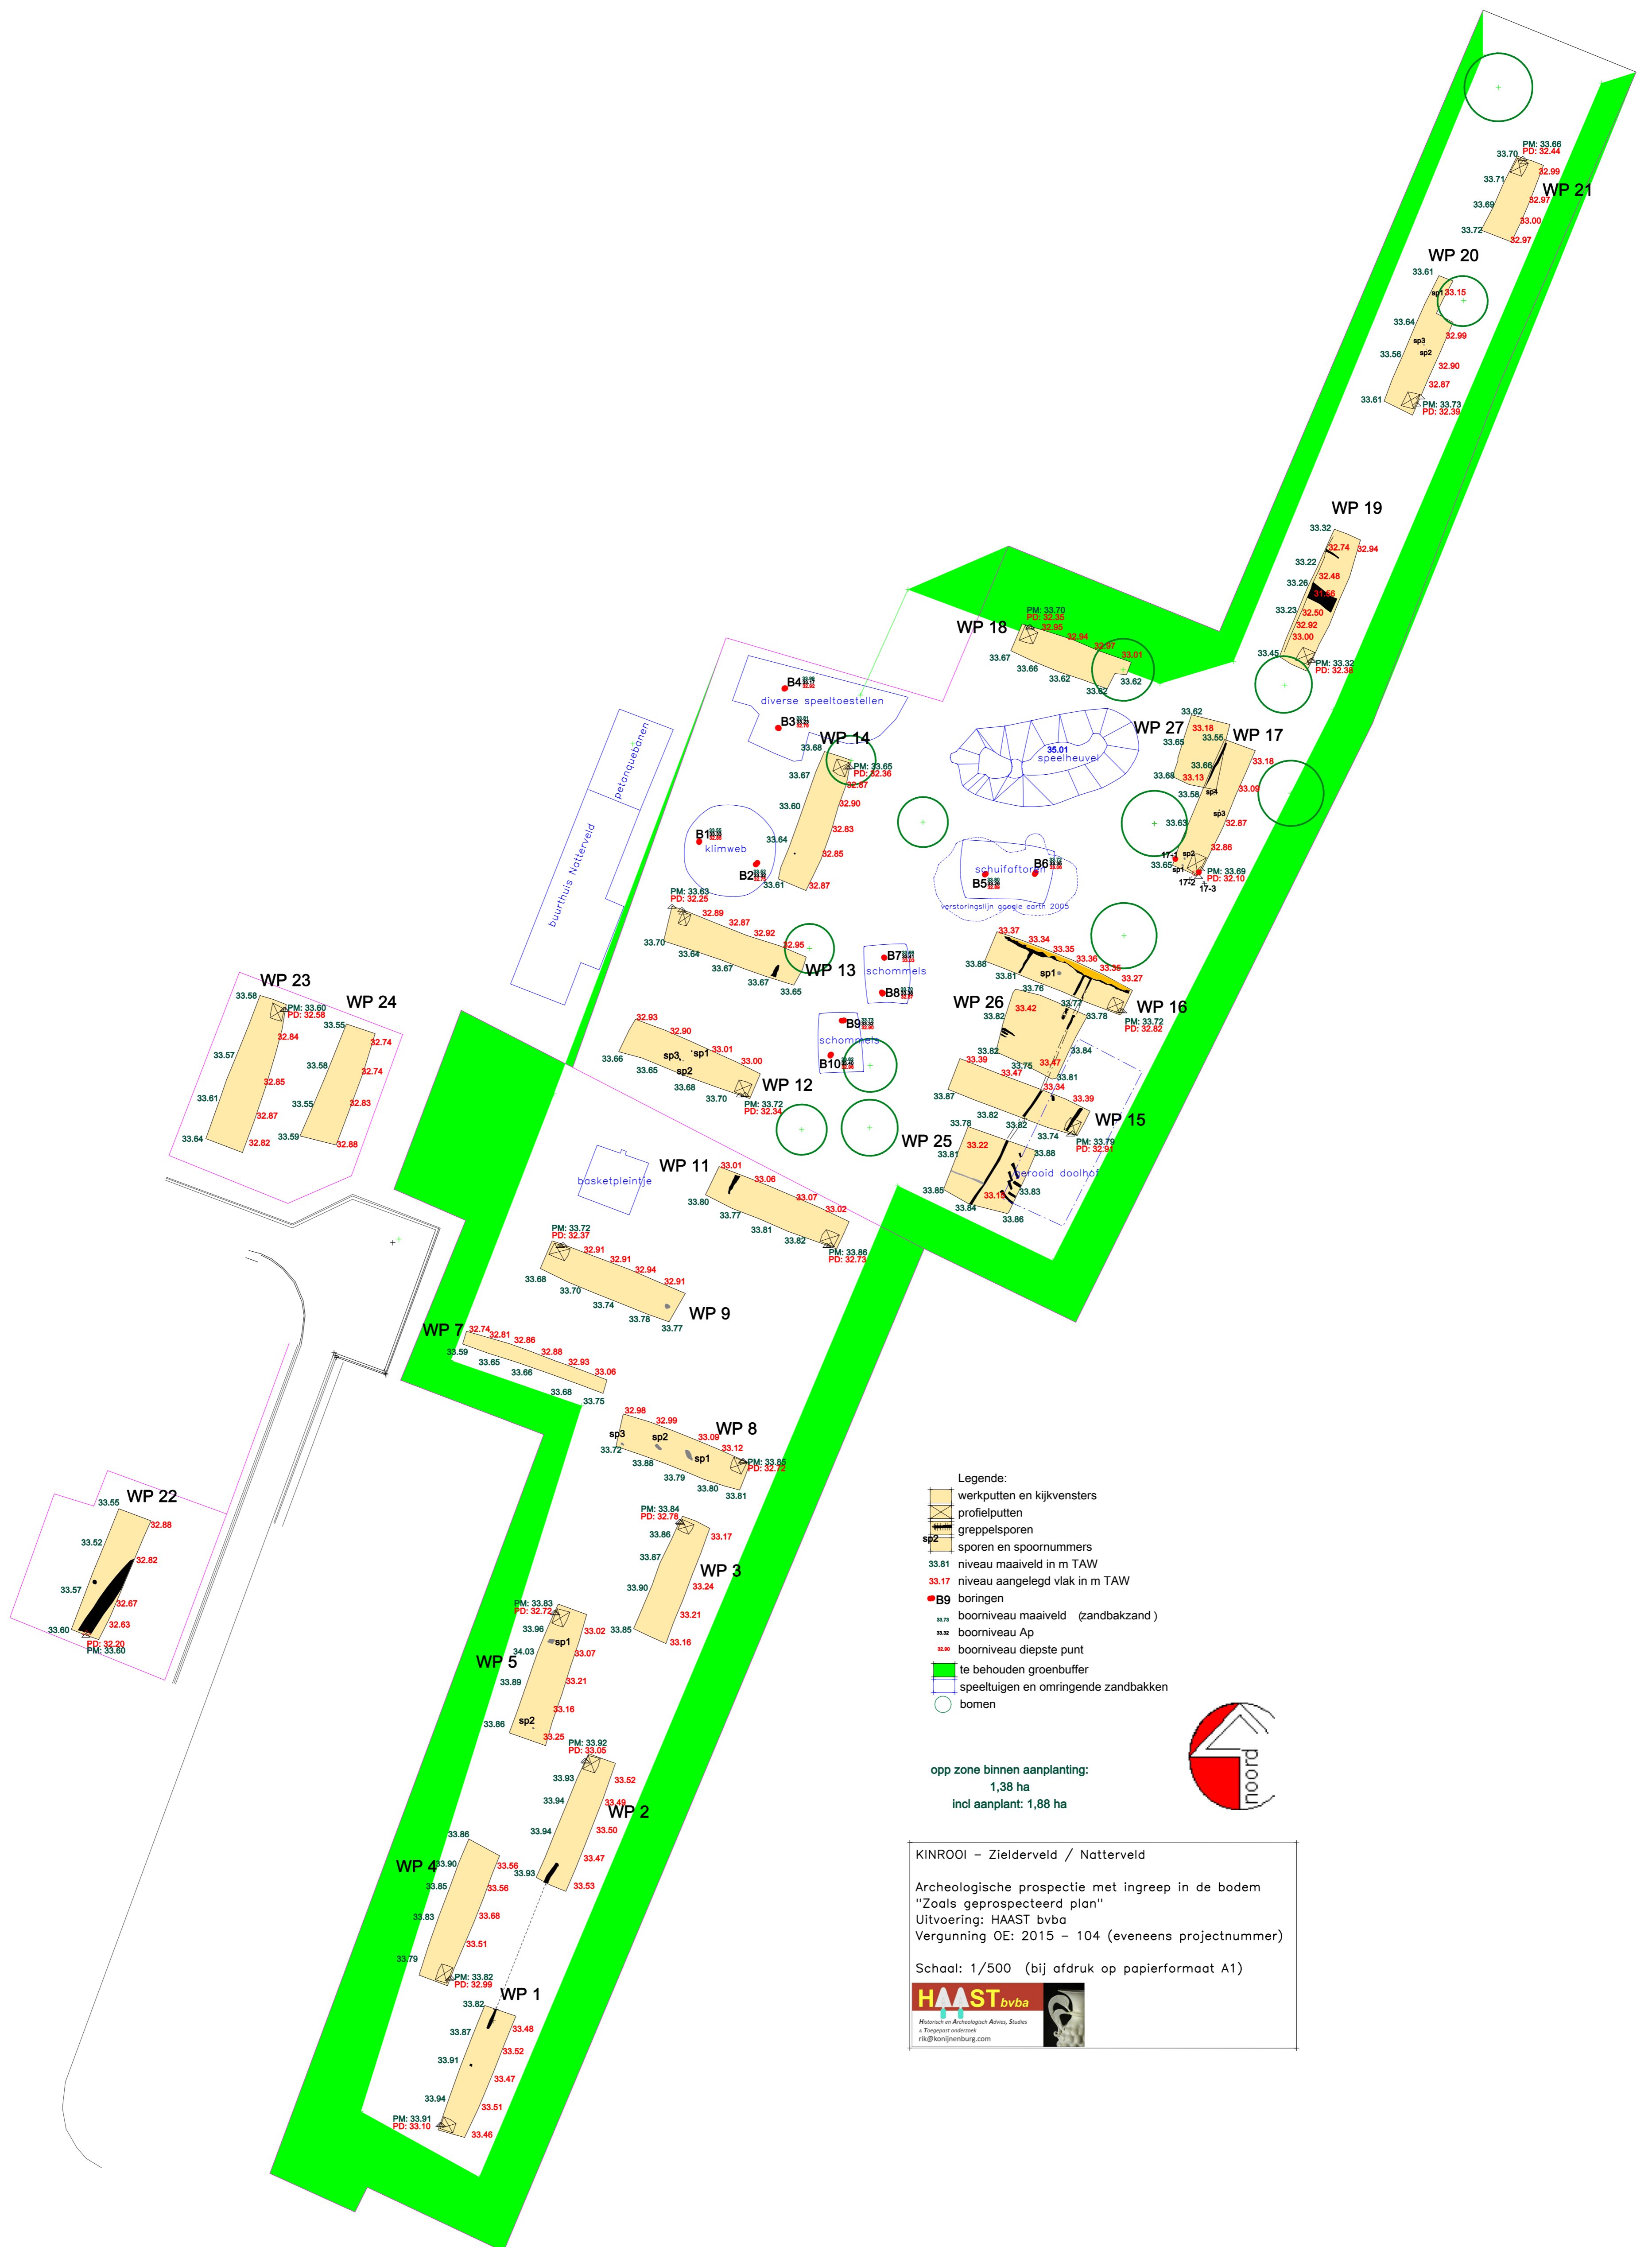 PM: 33.66
33.70 PD: 32.44
32.99
33.71
WP 21
32.97
33.69
33.00
33.72
32.97
WP 20
33.61
sp1 33.15
33.64
32.99
sp3
33.56 sp2
32.90
32.87
33.61
PM: 33.73
PD: 32.39
WP 19
33.32
32.74 32.94
33.22
32.48
33.26
31.56
33.23
32.50
32.92
33.00
33.45
PM: 33.32
PD: 32.38
PM: 33.70
PD: 32.35
WP 18 32.95
32.94
32.97
33.01
33.67
33.66
33.62
33.62
33.62
B4
diverse speeltoestellen
B3
WP 14
33.68
PM: 33.65
PD: 32.36
33.67
32.87
33.60
32.90
32.83
33.64
32.85
33.61
32.87
petanquebanen
buurthuis Natterveld
B1
klimweb
B2
35.01
speelheuvel
33.62
WP 27
33.18
33.55 WP 17
33.65
33.66
33.18
33.68
33.13
33.09
33.58
sp4
sp3
33.63
32.87
32.86
17-1
sp2
33.65
sp1
PM: 33.69
PD: 32.10
17-2
17-3
schuifaftoren
B6
B5
verstoringslijn google earth 2005
PM: 33.63
PD: 32.25
32.89
32.87
32.92
32.95
33.70
33.64
33.67
33.67
33.65
WP 13
B7
schommels
B8
B9
schommels
B10
33.37
33.34
33.35
33.36
33.35
33.27
33.88
33.81
sp1
33.76
33.77
33.78
WP 16
PM: 33.72
PD: 32.82
WP 26
33.42
33.82
33.82
33.84
33.75
33.47
33.81
33.39
33.47
33.34
33.39
33.87
33.82
33.62
33.74
WP 15
PM: 33.79
PD: 32.91
WP 25
33.78
33.22
33.81
33.88
gerooid doolhof
33.85
33.13
33.83
33.84
33.86
WP 23
33.58
PM: 33.60
PD: 32.58
32.84
33.57
32.85
33.61
32.87
33.64
32.82
WP 24
33.55
32.74
33.58
32.74
33.55
32.83
33.59
32.88
32.93
32.90
33.01
33.00
sp3 sp1
sp2
33.66
33.65
33.68
33.70
WP 12
PM: 33.72
PD: 32.34
basketpleintje
WP 11
33.01
33.06
33.07
33.02
33.80
33.77
33.81
33.82
PM: 33.86
PD: 32.73
PM: 33.72
PD: 32.37
32.91
32.91
32.94
32.91
33.68
33.70
33.74
33.78
33.77
WP 9
WP 7
32.74
32.81
32.86
32.88
32.93
33.06
33.59
33.65
33.66
33.68
33.75
32.98
32.99
33.09
33.12
WP 8
sp3
sp2
sp1
33.72
33.88
33.79
33.80
33.81
PM: 33.85
PD: 32.72
WP 22
33.55
32.88
33.52
32.82
33.57
32.67
32.63
33.60
PD: 32.20
PM: 33.60
PM: 33.84
PD: 32.78
33.86
33.17
33.87
WP 3
33.90
33.24
33.21
33.85
33.16
PM: 33.83
PD: 32.72
33.96
33.02
sp1
34.03
33.07
WP 5
33.89
33.21
33.16
sp2
33.86
33.25
PM: 33.92
PD: 33.05
33.93
33.52
33.94
33.49
WP 2
33.94
33.50
33.47
33.93
33.53
33.86
WP 4
33.90
33.56
33.85
33.56
33.83
33.68
33.51
33.79
PM: 33.82
PD: 32.99
WP 1
33.82
33.87
33.48
33.52
33.91
33.47
33.94
33.51
PM: 33.91
PD: 33.10
33.46
Legende:
werkputten en kijkvensters
profielputten
greppelsporen
sp2 sporen en spoornummers
33.81 niveau maaiveld in m TAW
33.17 niveau aangelegd vlak in m TAW
B9 boringen
33.73 boorniveau maaiveld (zandbakzand)
33.32 boorniveau Ap
32.90 boorniveau diepste punt
te behouden groenbuffer
speeltuigen en omringende zandbakken
bomen
noord
opp zone binnen aanplanting:
1,38 ha
incl aanplant: 1,88 ha
KINROOI – Zielderveld / Natterveld
Archeologische prospectie met ingreep in de bodem
"Zoals geprospecteerd plan"
Uitvoering: HAAST bvba
Vergunning OE: 2015 – 104 (eveneens projectnummer)
Schaal: 1/500 (bij afdruk op papierformaat A1)
HAAST bvba
Historisch en Archeologisch Advies, Studies
& Toegepast onderzoek
rik@konijnenburg.com